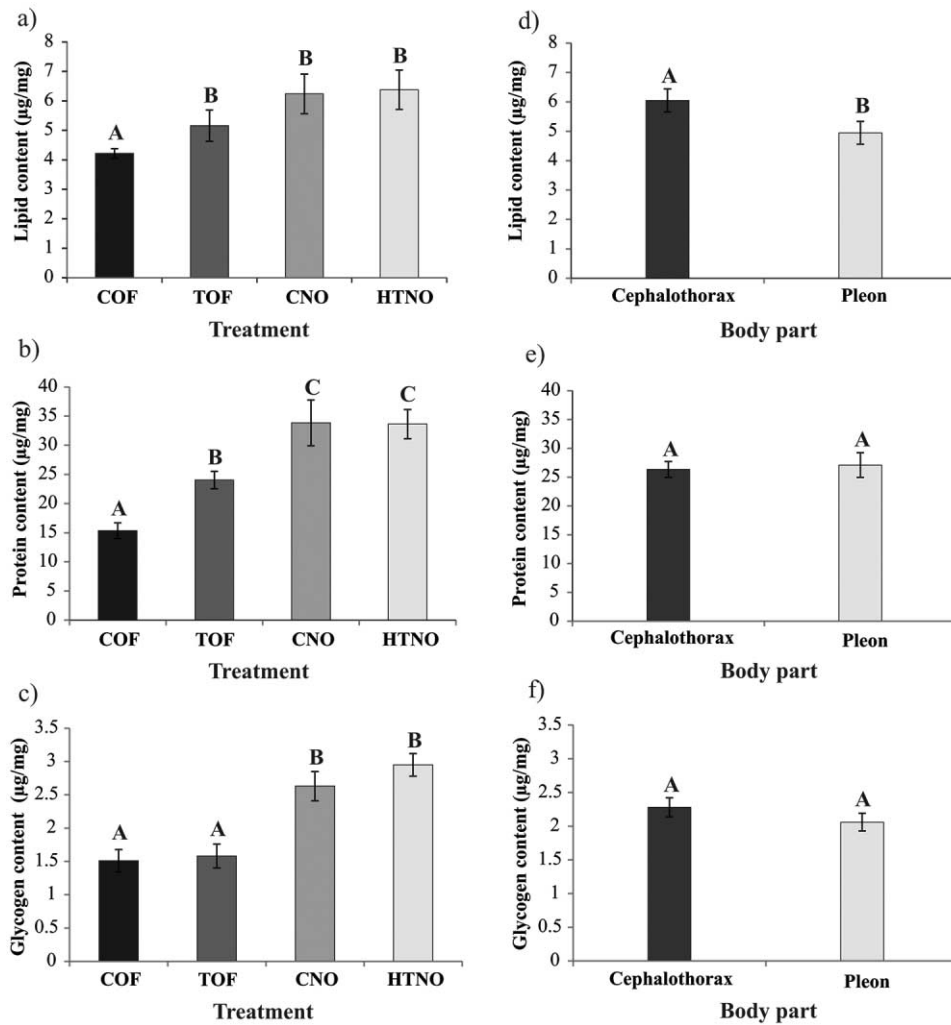 a)
Lipid content (µg/mg)
8
7
6
5
4
3
2
1
0
A
B
B
B
COF TOF CNO HTNO
Treatment
b)
Protein content (µg/mg)
40
35
30
25
20
15
10
5
0
A
B
C
C
COF TOF CNO HTNO
Treatment
c)
Glycogen content (µg/mg)
3.5
3
2.5
2
1.5
1
0.5
0
A
A
B
B
COF TOF CNO HTNO
Treatment
d)
Lipid content (µg/mg)
8
7
6
5
4
3
2
1
0
A
B
Cephalothorax Pleon
Body part
e)
Protein content (µg/mg)
40
35
30
25
20
15
10
5
0
A
A
Cephalothorax Pleon
Body part
f)
Glycogen content (µg/mg)
3.5
3
2.5
2
1.5
1
0.5
0
A
A
Cephalothorax Pleon
Body part